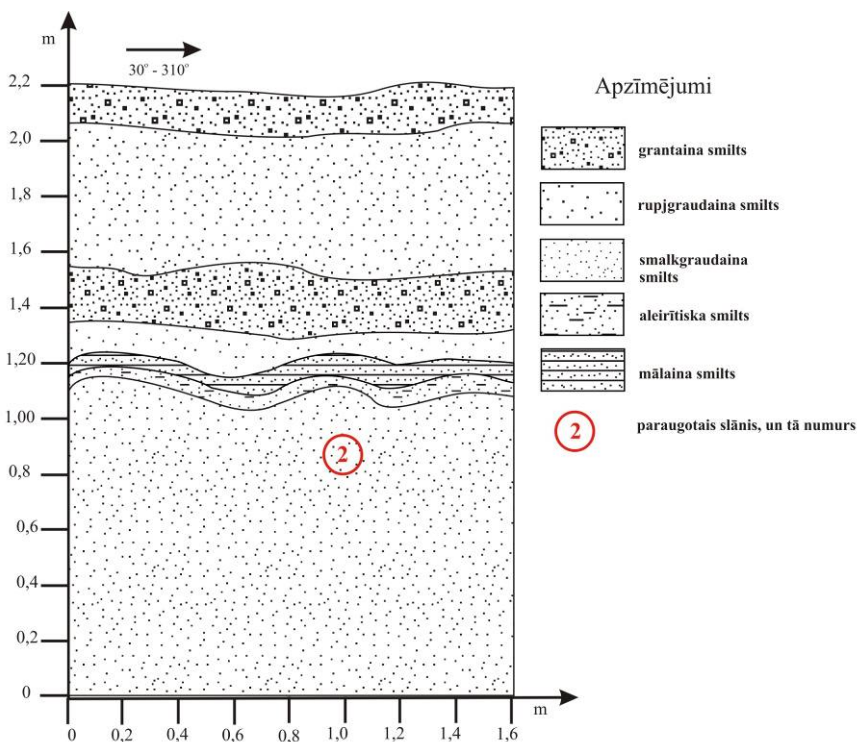 m
30° - 310°
2,2
2,0
1,8
1,6
1,4
1,20
1,00
0,8
0,6
0,4
0,2
0
2
0
0,2
0,4
0,6
0,8
1,0
1,2
1,4
1,6
m
Apzīmējumi
grantaina smilts
rupjgraudaina smilts
smalkgraudaina
smilts
aleirītiska smilts
mālaina smilts
2
paraugotais slānis, un tā numurs